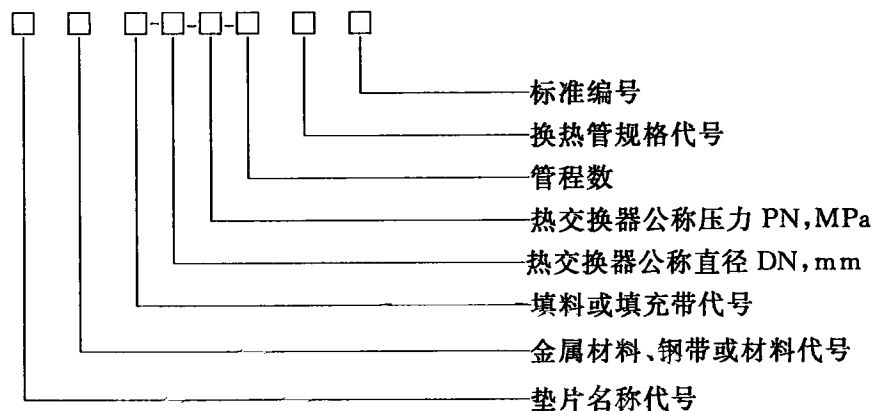 标准编号
换热管规格代号
管程数
热交换器公称压力 PN,MPa
热交换器公称直径 DN,mm
填料或填充带代号
金属材料、钢带或材料代号
垫片名称代号